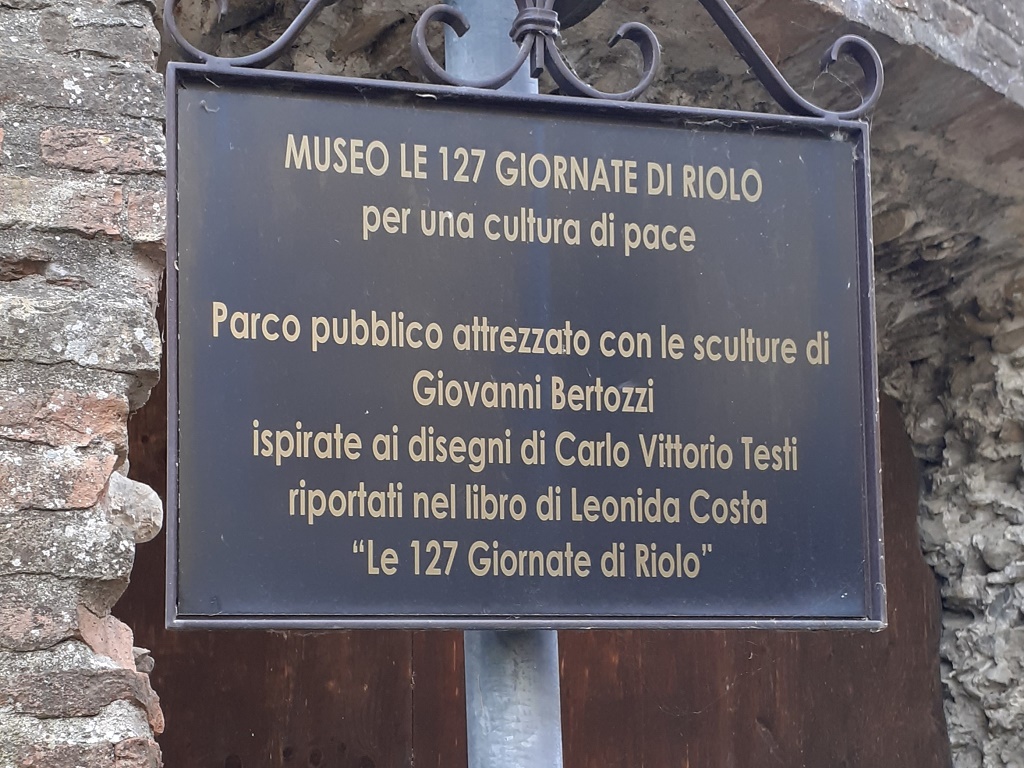 MUSEO LE 127 GIORNATE DI RIOLO
per una cultura di pace
Parco pubblico attrezzato con le sculture di
Giovanni Bertozzi
ispirate ai disegni di Carlo Vittorio Testi
riportati nel libro di Leonida Costa
“Le 127 Giornate di Riolo”